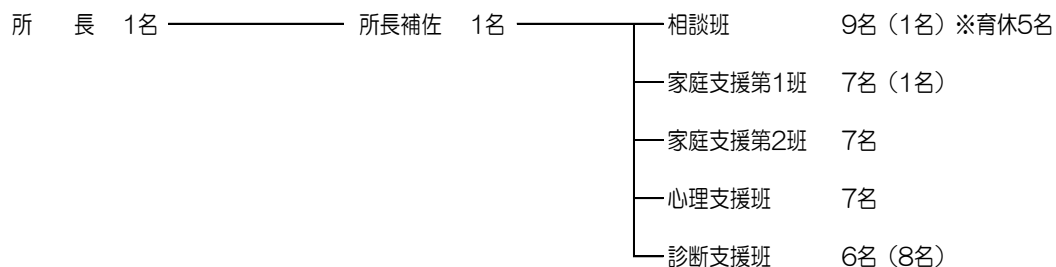 所　長　1名　所長補佐　1名　相談班　9名（1名）※育休5名
家庭支援第1班　7名（1名）
家庭支援第2班　7名
心理支援班　7名
診断支援班　6名（8名）